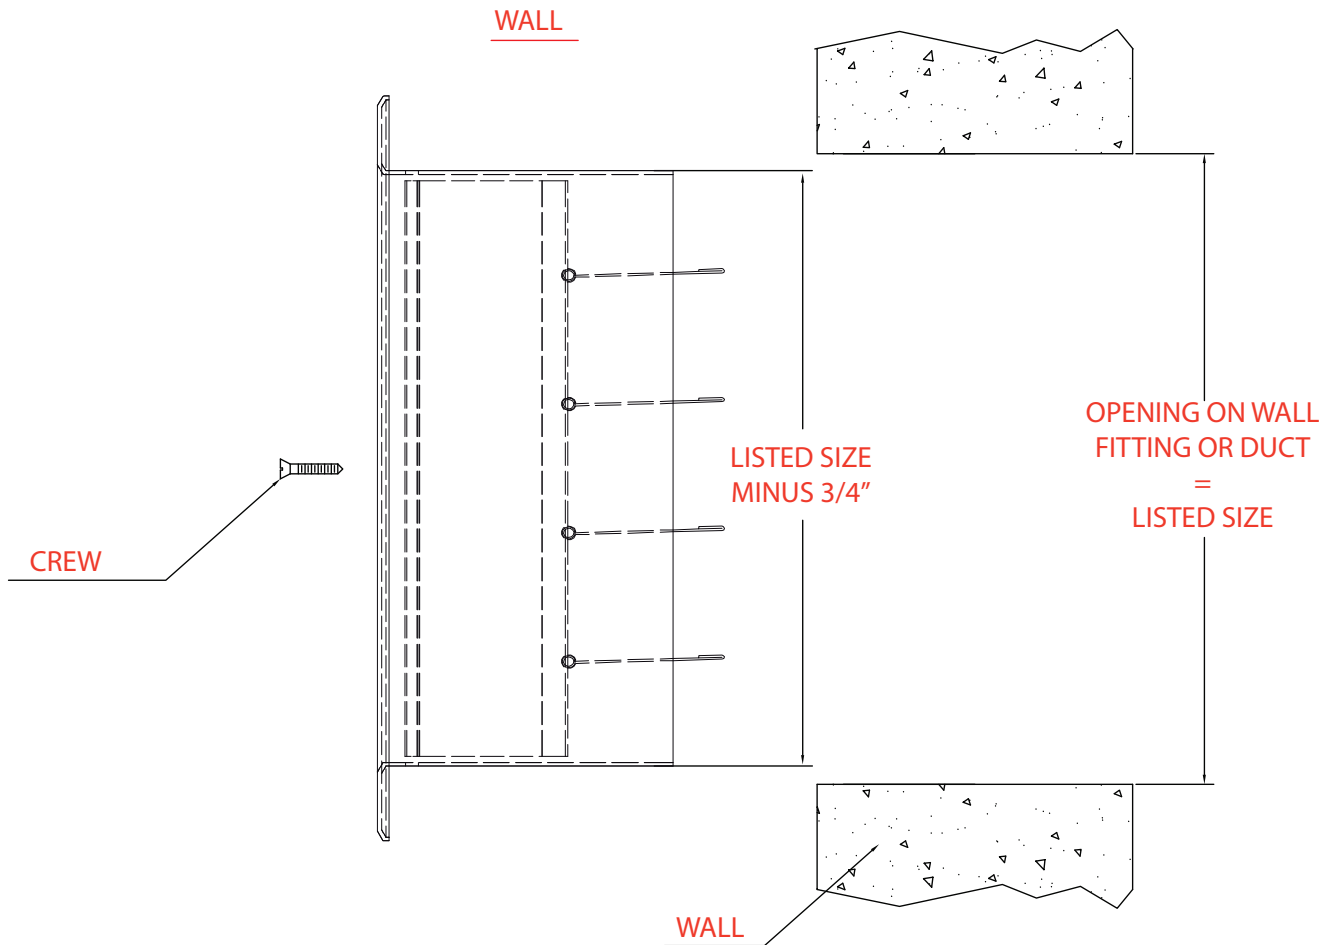 WALL
OPENING ON WALL
FITTING OR DUCT
=
LISTED SIZE
LISTED SIZE
MINUS 3/4"
CREW
WALL